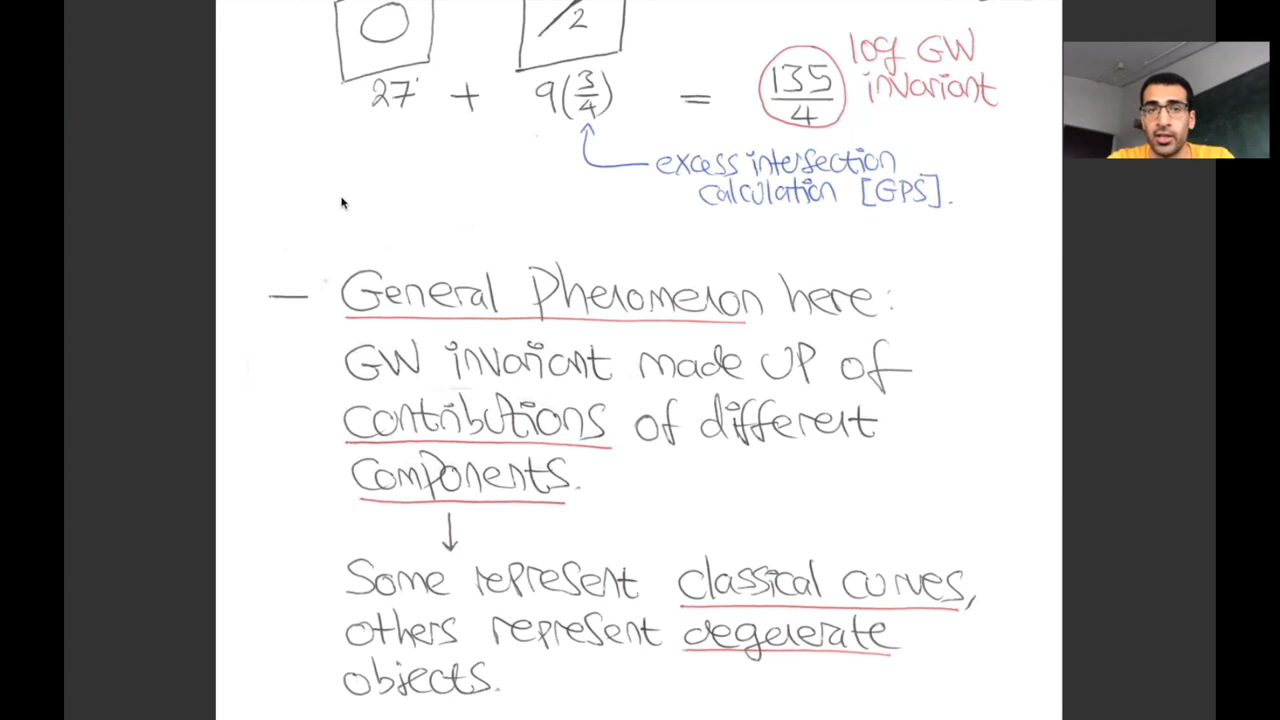 /2
27 + 9(3/4) = 135/4 log GW
invariant
excess intersection
calculation [GPS].
— General Phenomenon here:
GW invariant made up of
contributions of different
components.
↓
Some represent classical curves,
others represent degenerate
objects.